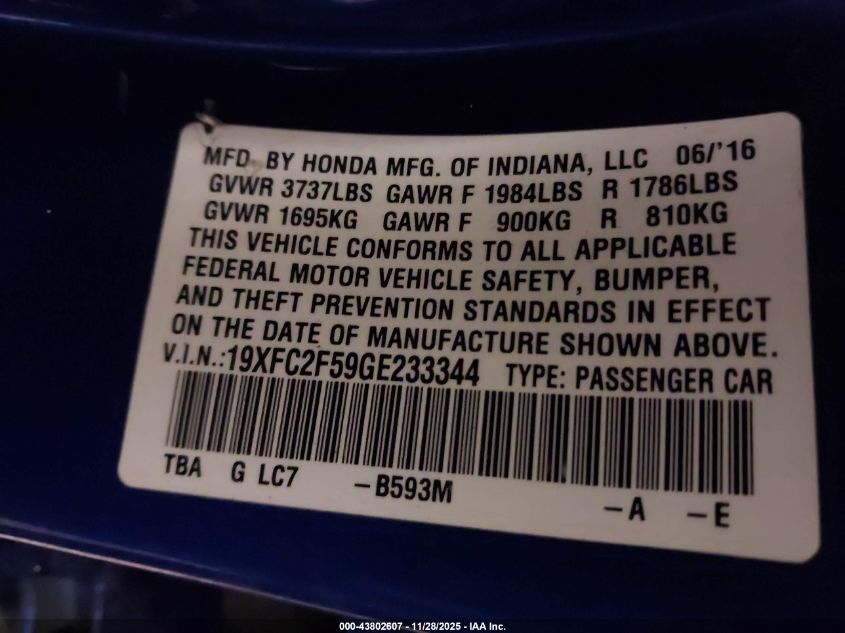 MFD. BY HONDA MFG. OF INDIANA, LLC 06/'16
GVWR 3737LBS GAWR F 1984LBS R 1786LBS
GVWR 1695KG GAWR F 900KG R 810KG
THIS VEHICLE CONFORMS TO ALL APPLICABLE
FEDERAL MOTOR VEHICLE SAFETY, BUMPER,
AND THEFT PREVENTION STANDARDS IN EFFECT
ON THE DATE OF MANUFACTURE SHOWN ABOVE.
V.I.N.:19XFC2F59GE233344 TYPE: PASSENGER CAR
TBA G LC7 -B593M -A -E
000-43802607 - 11/28/2025 - IAA Inc.